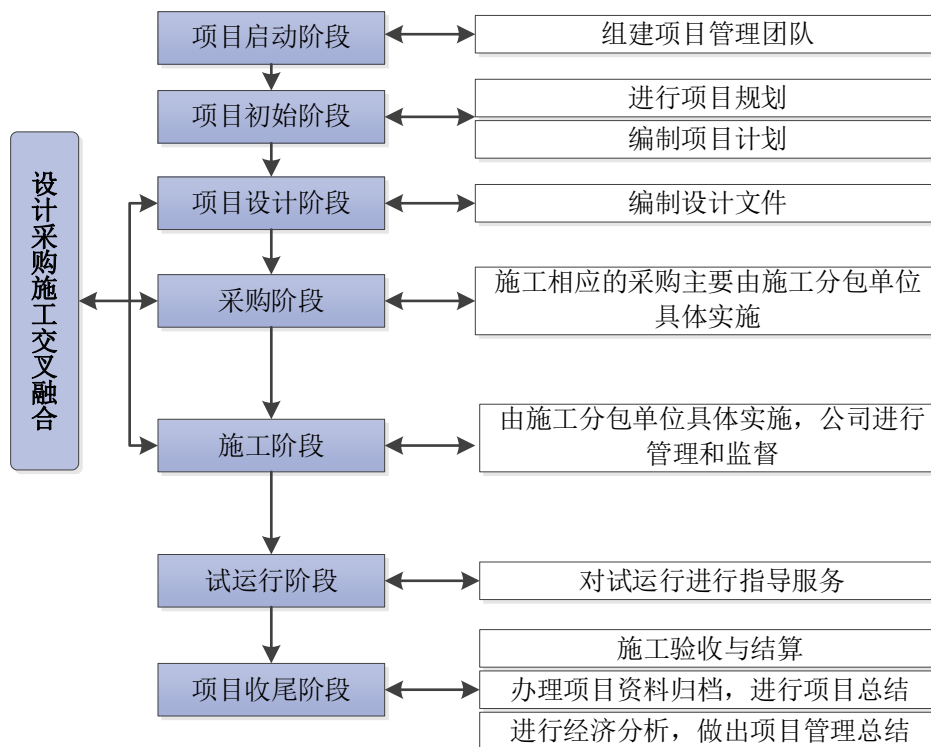 项目启动阶段
组建项目管理团队
项目初始阶段
进行项目规划
编制项目计划
设计采购施工交叉融合
项目设计阶段
编制设计文件
采购阶段
施工相应的采购主要由施工分包单位
具体实施
施工阶段
由施工分包单位具体实施，公司进行
管理和监督
试运行阶段
对试运行进行指导服务
项目收尾阶段
施工验收与结算
办理项目资料归档，进行项目总结
进行经济分析，做出项目管理总结